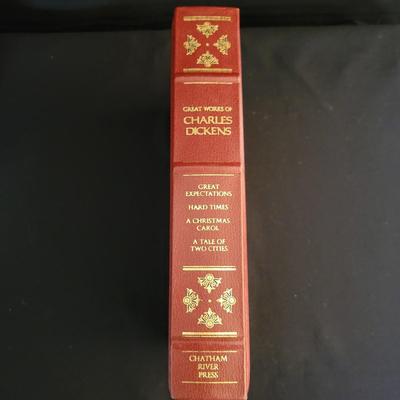 GREAT WORKS OF
CHARLES
DICKENS
GREAT
EXPECTATIONS
HARD TIMES
A CHRISTMAS
CAROL
A TALE OF
TWO CITIES
CHATHAM
RIVER
PRESS